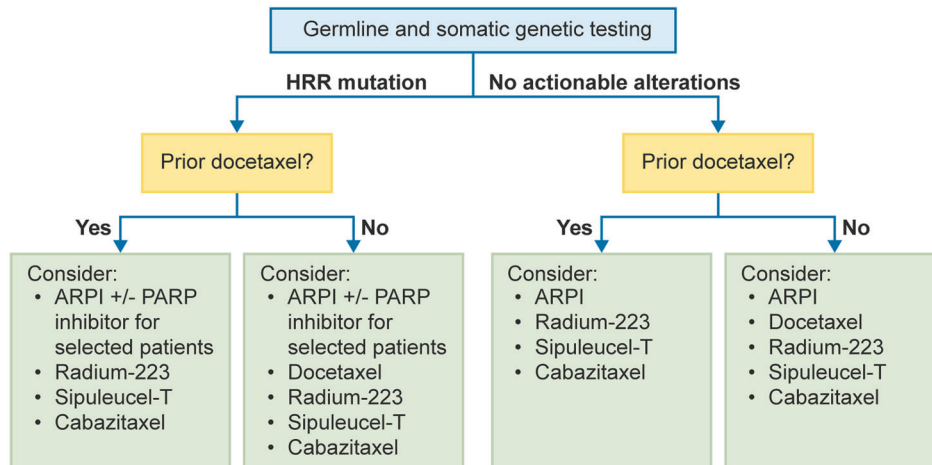 Germline and somatic genetic testing
HRR mutation
No actionable alterations
Prior docetaxel?
Prior docetaxel?
Yes
No
Yes
No
Consider:
• ARPI +/- PARP
inhibitor for
selected patients
• Radium-223
• Sipuleucel-T
• Cabazitaxel
Consider:
• ARPI +/- PARP
inhibitor for
selected patients
• Docetaxel
• Radium-223
• Sipuleucel-T
• Cabazitaxel
Consider:
• ARPI
• Radium-223
• Sipuleucel-T
• Cabazitaxel
Consider:
• ARPI
• Docetaxel
• Radium-223
• Sipuleucel-T
• Cabazitaxel